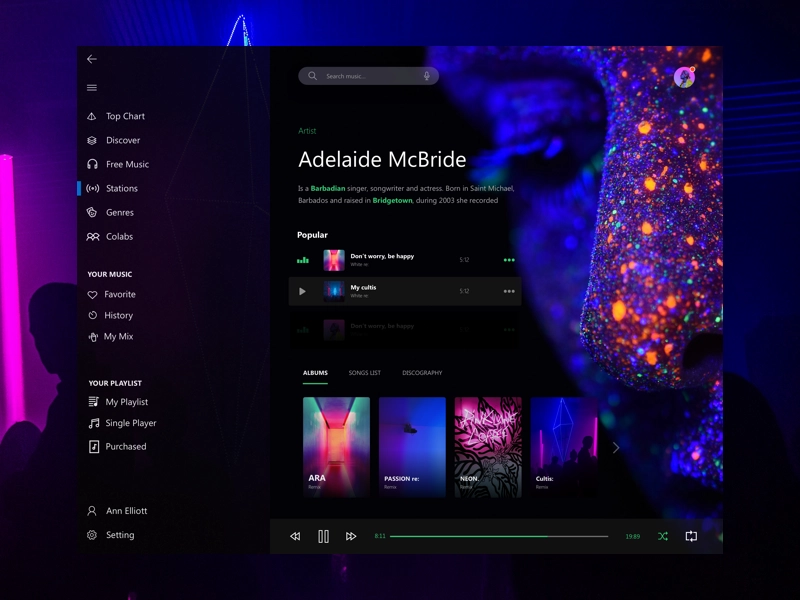 Search music...
Top Chart
Discover
Free Music
Stations
Genres
Colabs
YOUR MUSIC
Favorite
History
My Mix
YOUR PLAYLIST
My Playlist
Single Player
Purchased
Ann Elliott
Setting
Artist
Adelaide McBride
Is a Barbadian singer, songwriter and actress. Born in Saint Michael,
Barbados and raised in Bridgetown, during 2003 she recorded
Popular
Don't worry, be happy
White re:
5:12
My cultis
White re:
5:12
Don't worry, be happy
ALBUMS
SONGS LIST
DISCOGRAPHY
ARA
Remix
PASSION re:
Remix
NEON.
Remix
Cultis:
Remix
8:11
19:89